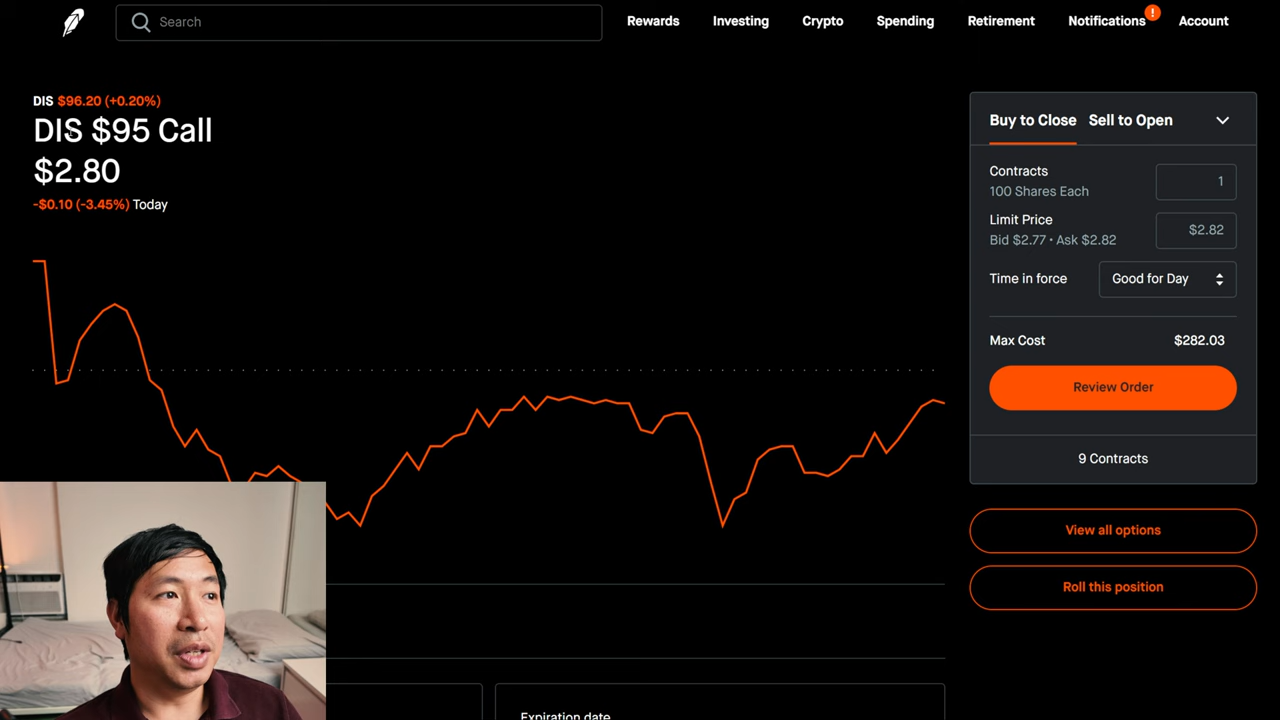 Search
Rewards
Investing
Crypto
Spending
Retirement
Notifications
!
Account
DIS $96.20 (+0.20%)
DIS $95 Call
$2.80
-$0.10 (-3.45%) Today
Buy to Close
Sell to Open
Contracts
100 Shares Each
1
Limit Price
Bid $2.77 • Ask $2.82
$2.82
Time in force
Good for Day
Max Cost
$282.03
Review Order
9 Contracts
View all options
Roll this position
Expiration date